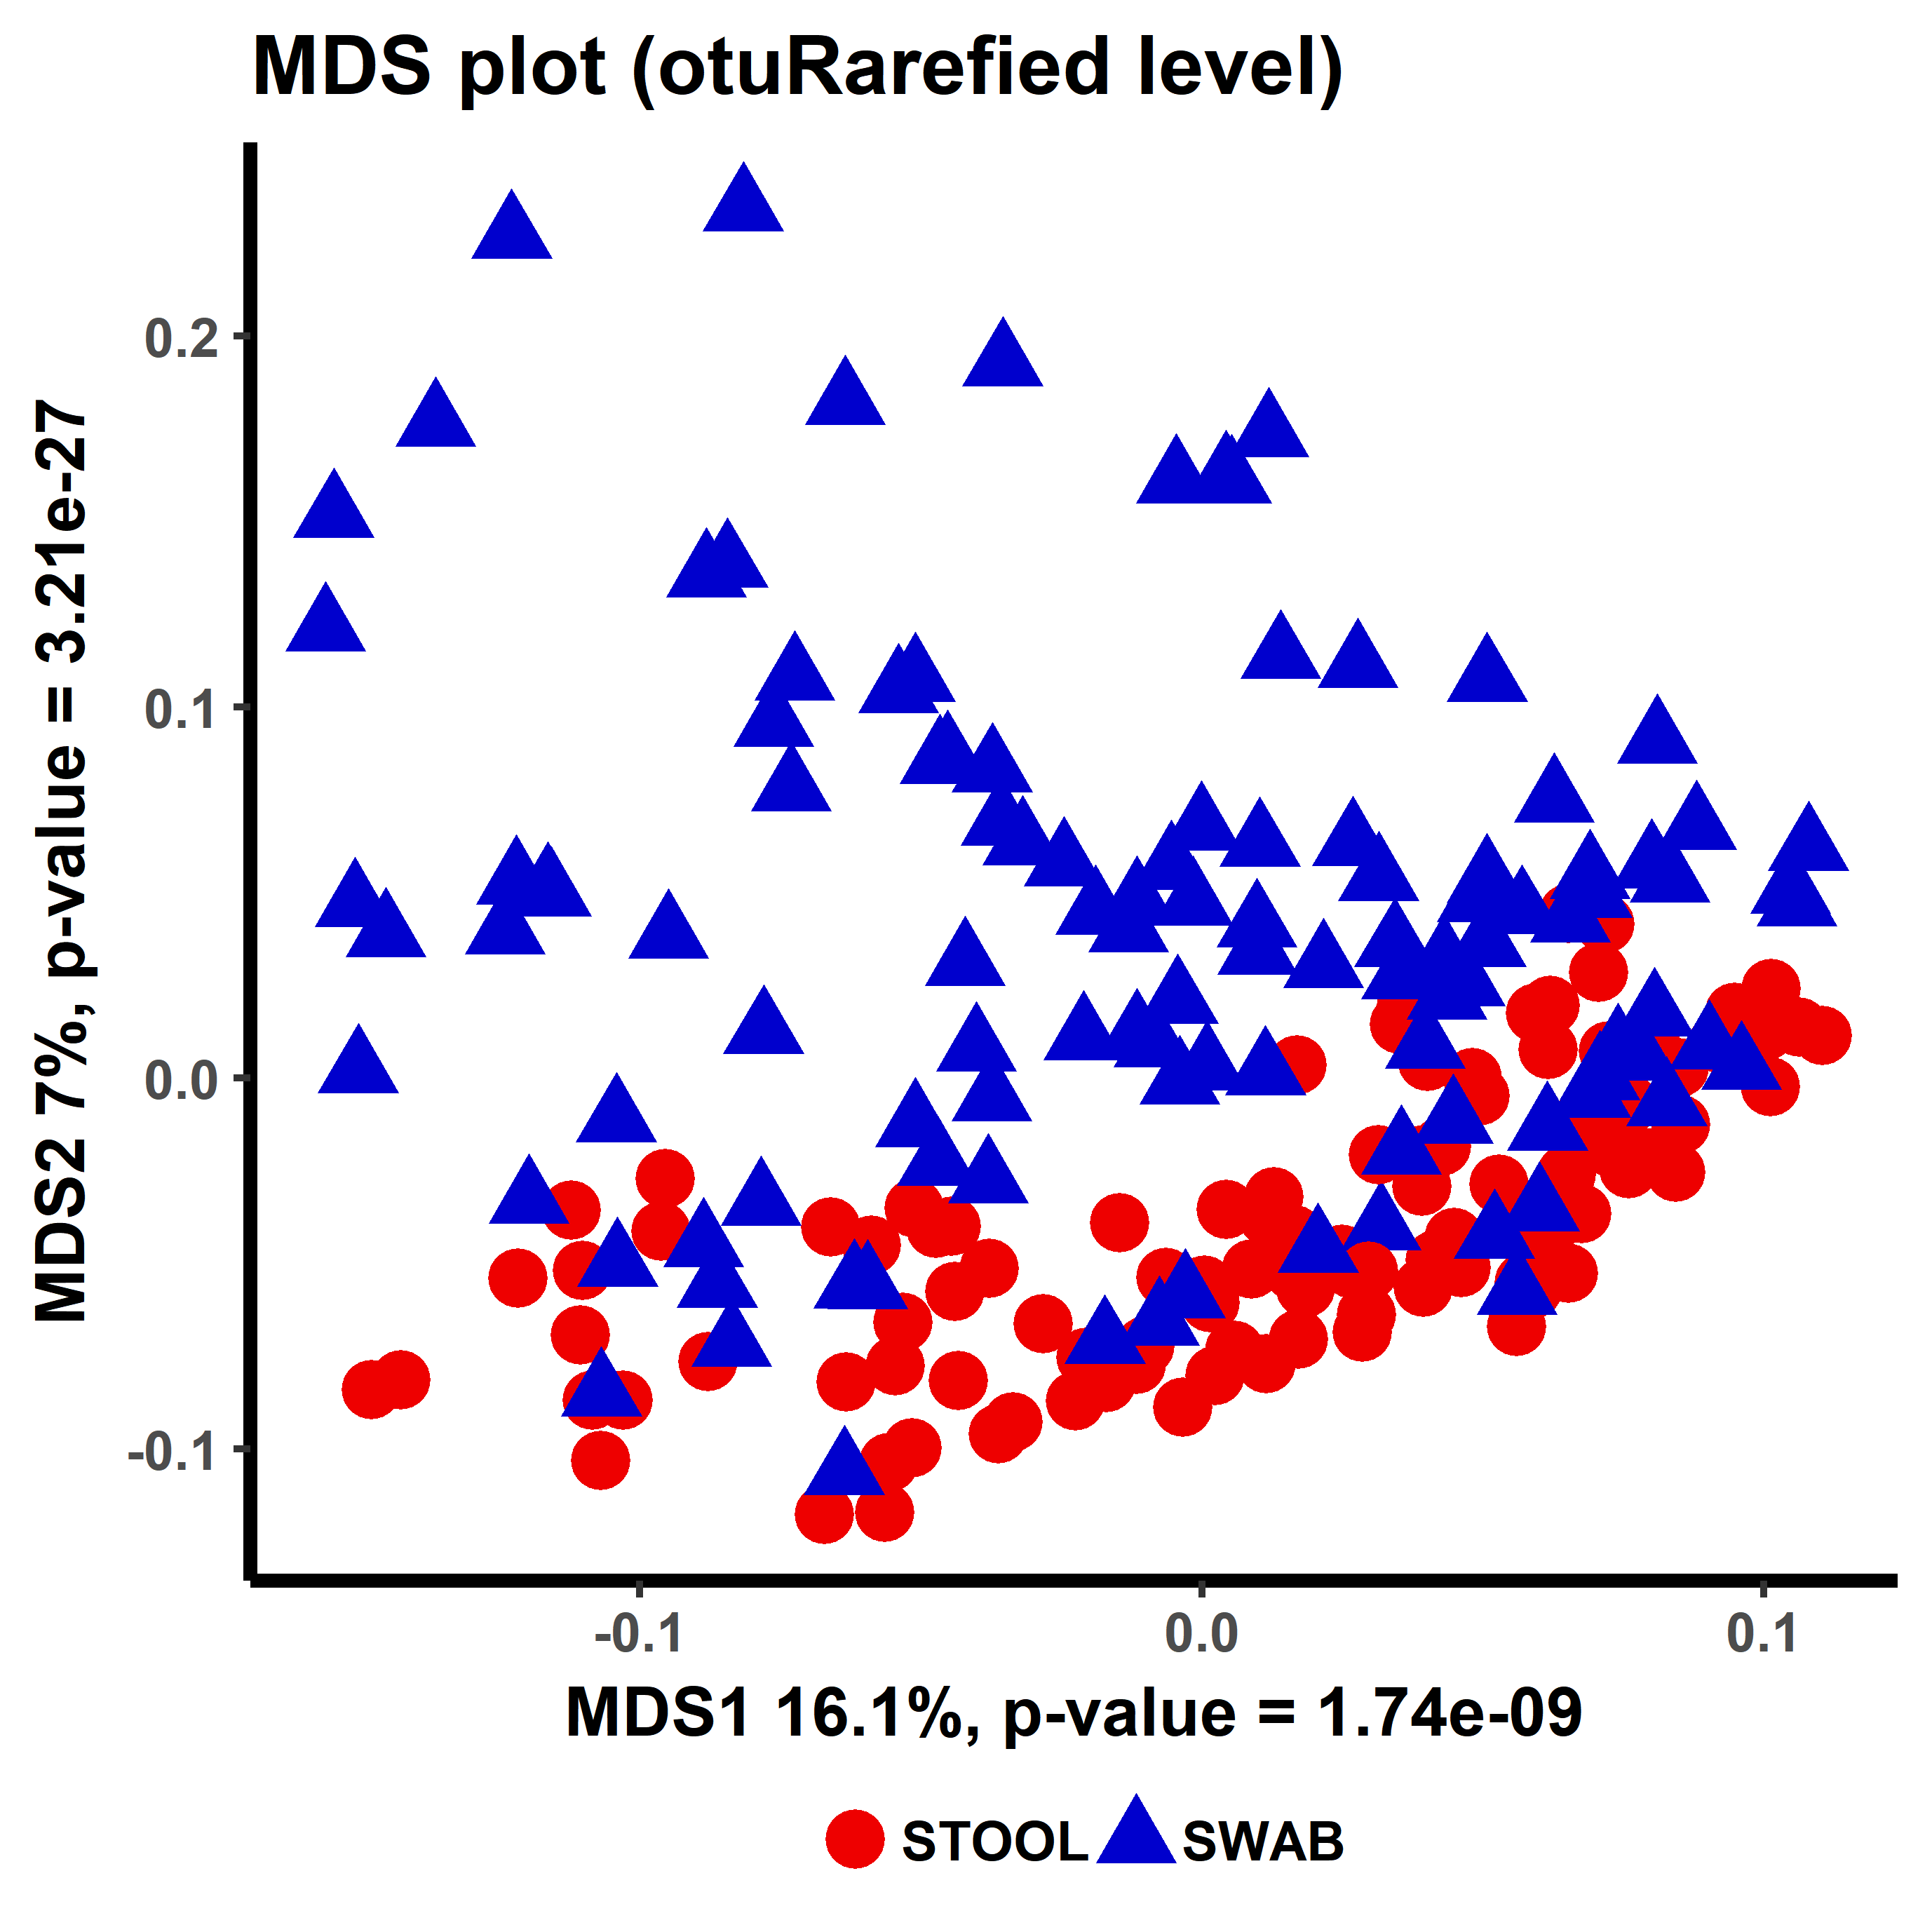 MDS plot (otuRarefied level)
MDS2 7%, p-value = 3.21e-27
0.2
0.1
0.0
-0.1
-0.1 0.0 0.1
MDS1 16.1%, p-value = 1.74e-09
STOOL SWAB